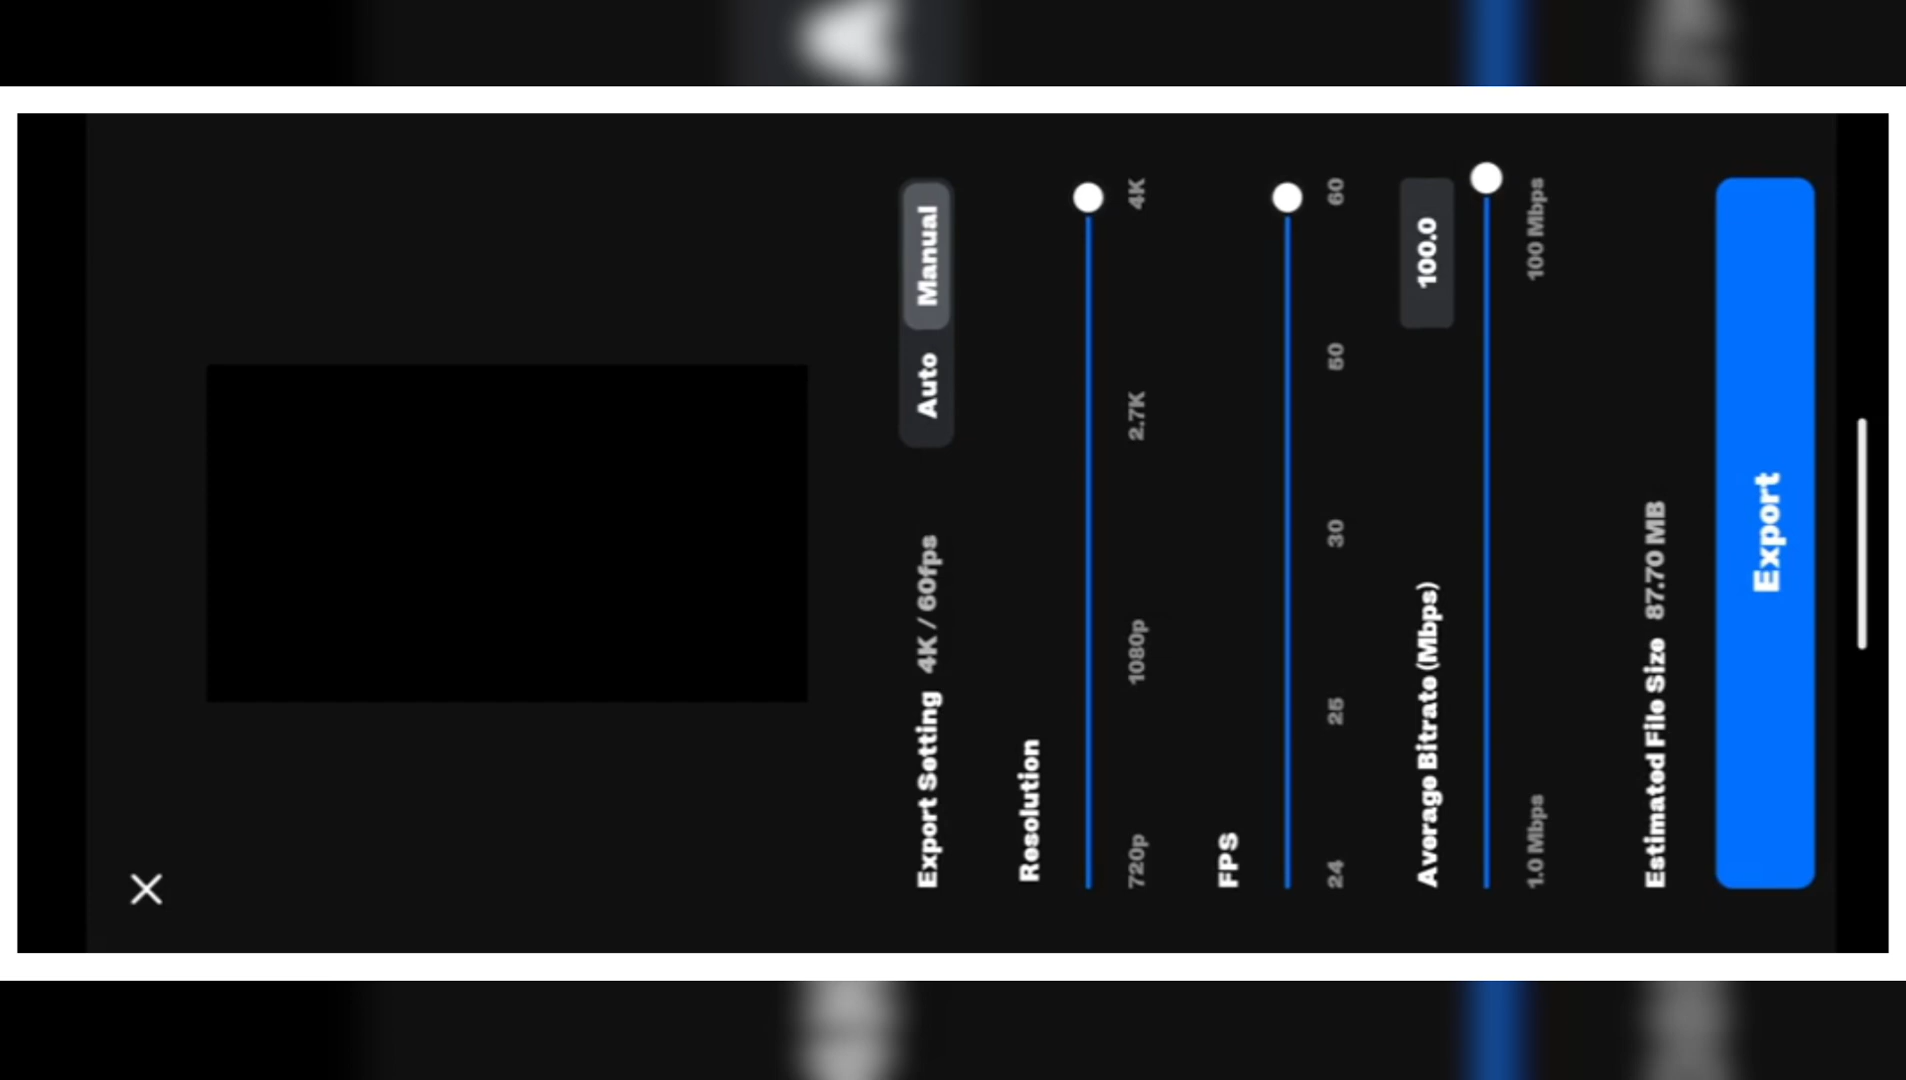 Export Setting 4K / 60fps Auto Manual
Resolution
720p 1080p 2.7K 4K
FPS
24 25 30 50 60
Average Bitrate (Mbps) 100.0
1.0 Mbps 100 Mbps
Estimated File Size 87.70 MB
Export